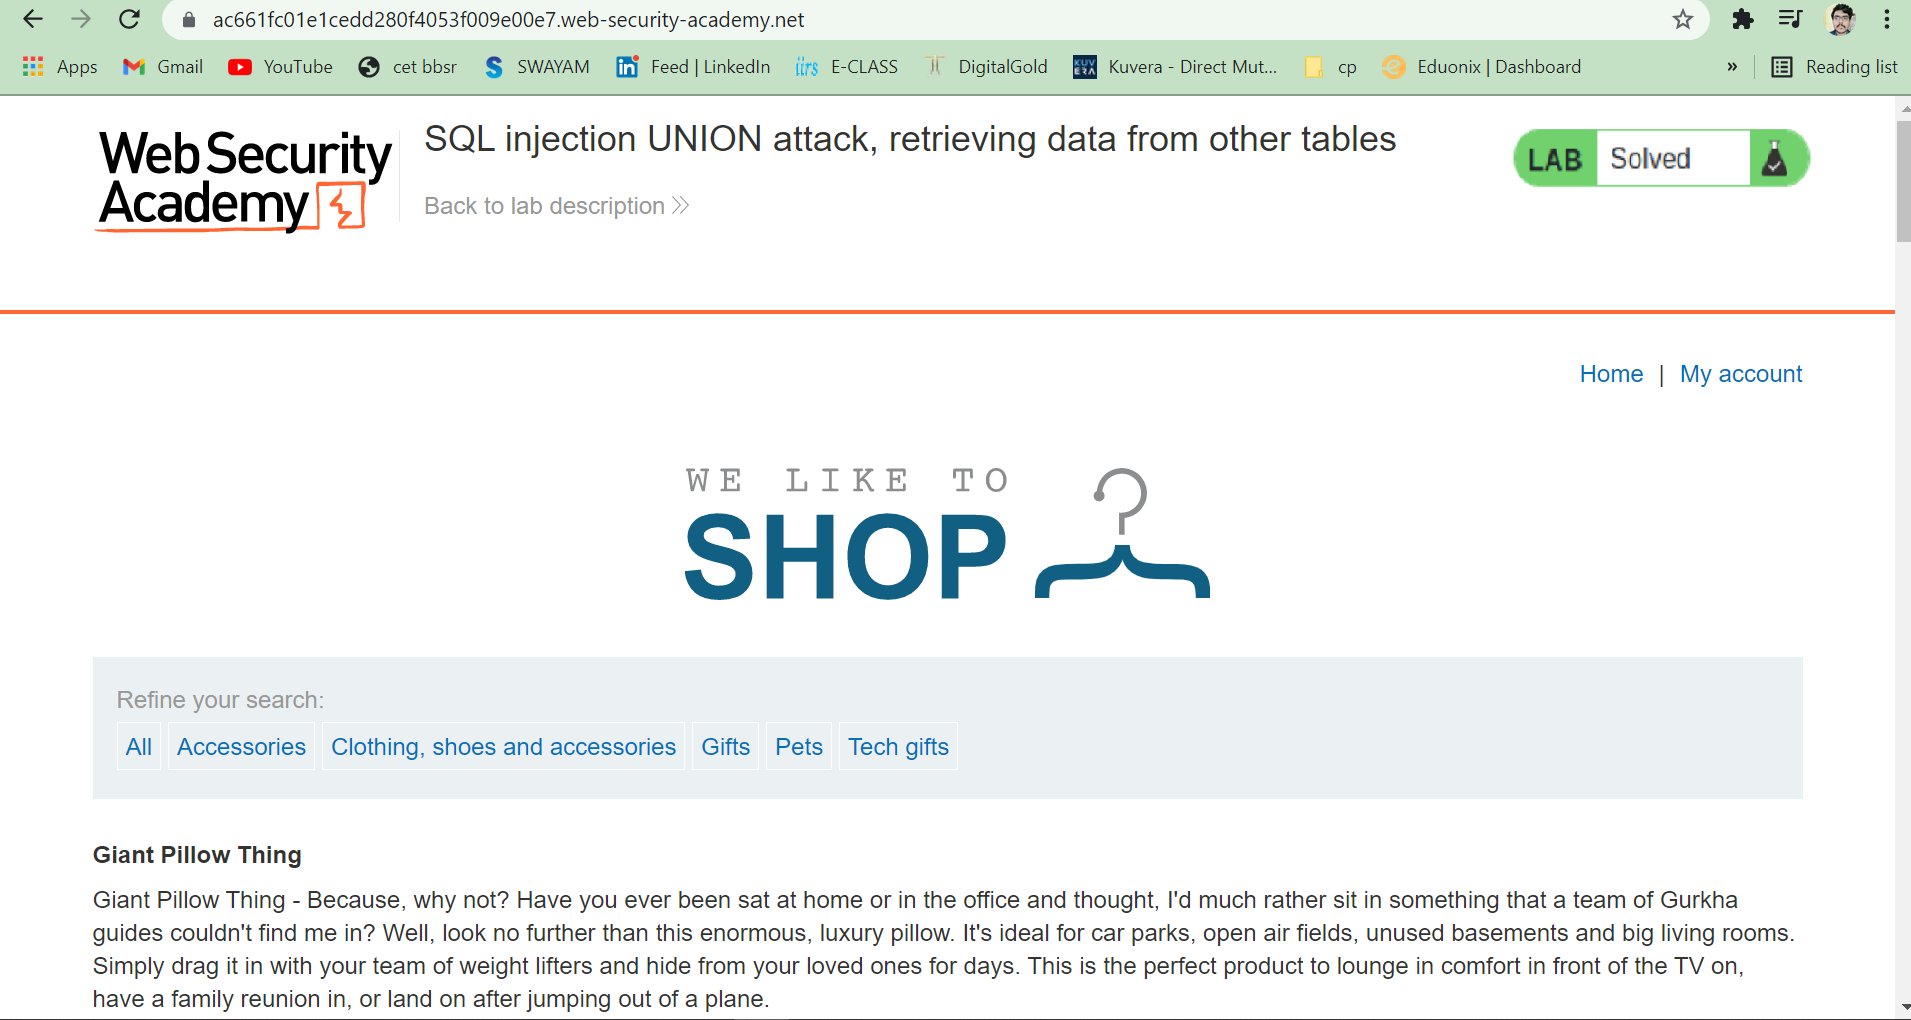 ac661fc01e1cedd280f4053f009e00e7.web-security-academy.net
Apps Gmail YouTube cet bbsr SWAYAM Feed | LinkedIn E-CLASS DigitalGold Kuvera - Direct Mut... cp Eduonix | Dashboard » Reading list
Web Security
Academy
SQL injection UNION attack, retrieving data from other tables
Back to lab description
LAB Solved
Home | My account
WE LIKE TO
SHOP
Refine your search:
All Accessories Clothing, shoes and accessories Gifts Pets Tech gifts
Giant Pillow Thing
Giant Pillow Thing - Because, why not? Have you ever been sat at home or in the office and thought, I'd much rather sit in something that a team of Gurkha
guides couldn't find me in? Well, look no further than this enormous, luxury pillow. It's ideal for car parks, open air fields, unused basements and big living rooms.
Simply drag it in with your team of weight lifters and hide from your loved ones for days. This is the perfect product to lounge in comfort in front of the TV on,
have a family reunion in, or land on after jumping out of a plane.